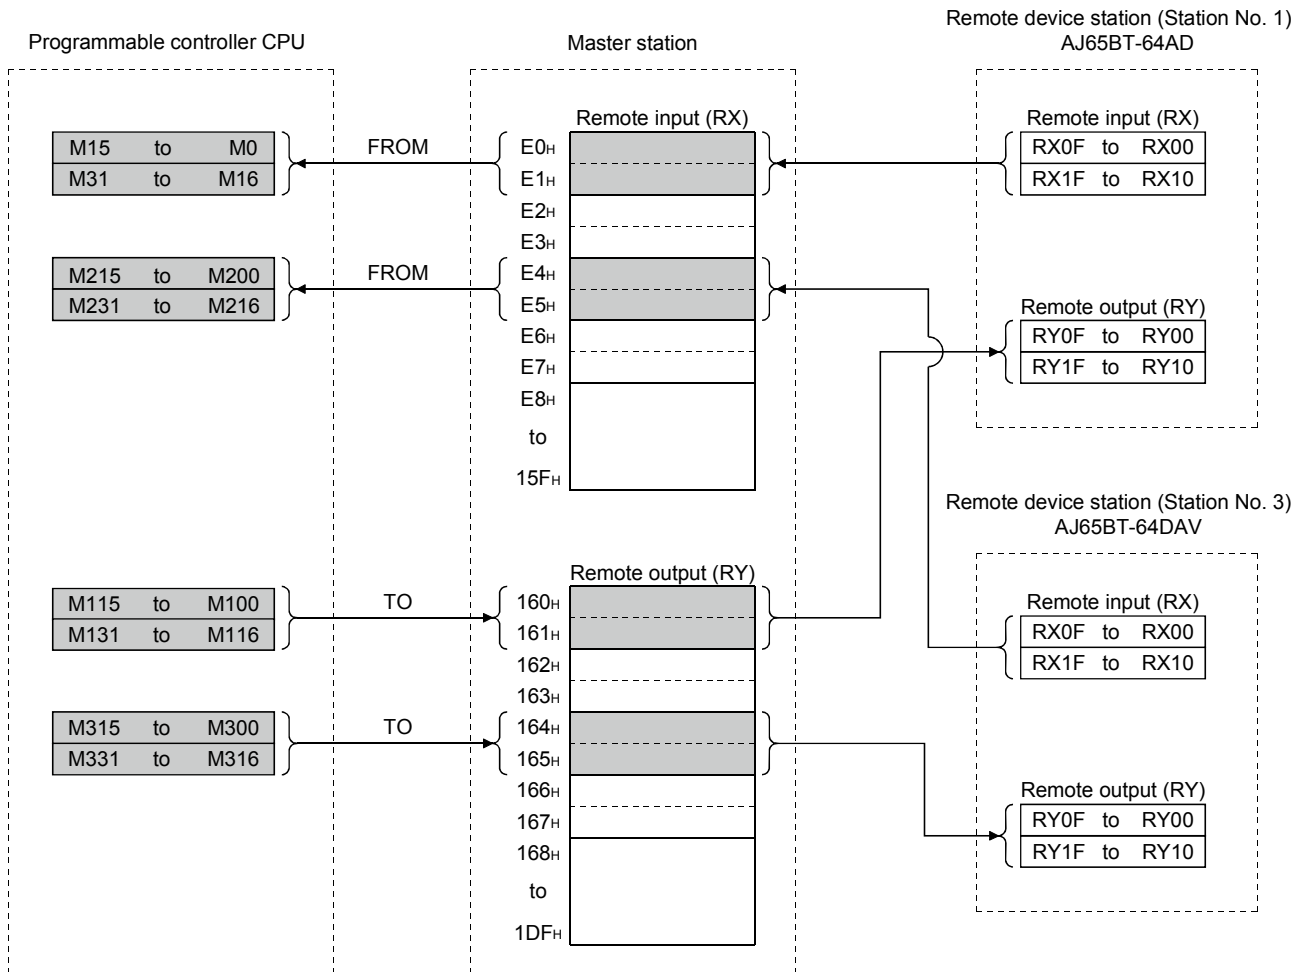 Programmable controller CPU
Master station
Remote device station (Station No. 1)
AJ65BT-64AD
M15 to M0
M31 to M16
FROM
M215 to M200
M231 to M216
FROM
M115 to M100
M131 to M116
TO
M315 to M300
M331 to M316
TO
Remote input (RX)
E0H
E1H
E2H
E3H
E4H
E5H
E6H
E7H
E8H
to
15FH
Remote output (RY)
160H
161H
162H
163H
164H
165H
166H
167H
168H
to
1DFH
Remote input (RX)
RX0F to RX00
RX1F to RX10
Remote output (RY)
RY0F to RY00
RY1F to RY10
Remote device station (Station No. 3)
AJ65BT-64DAV
Remote input (RX)
RX0F to RX00
RX1F to RX10
Remote output (RY)
RY0F to RY00
RY1F to RY10